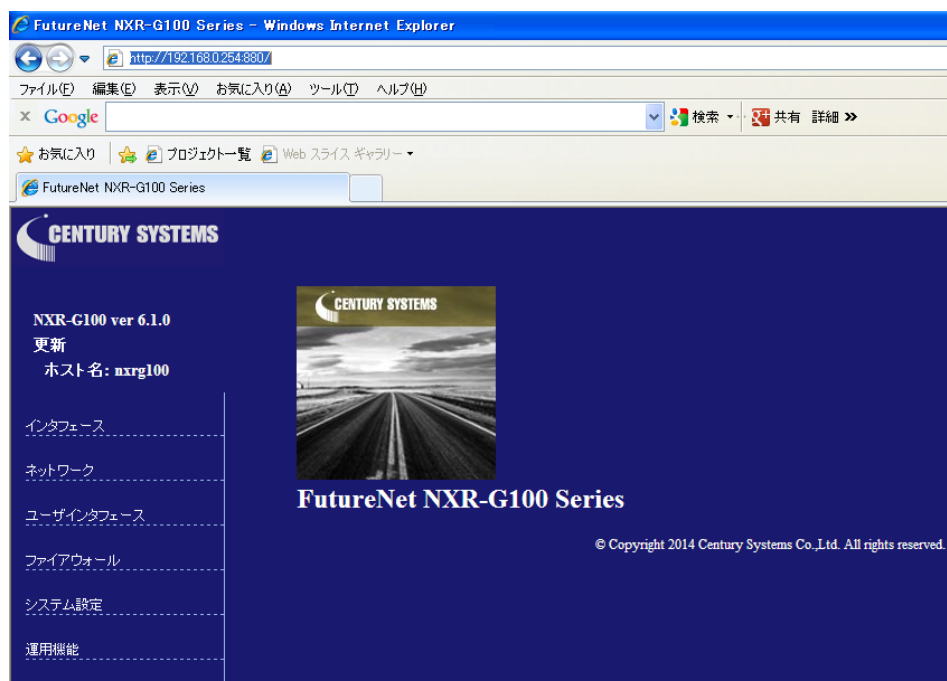 FutureNet NXR-G100 Series - Windows Internet Explorer
http://192.168.0.254:880/
ファイル(F) 編集(E) 表示(V) お気に入り(A) ツール(T) ヘルプ(H)
x Google 検索 共有 詳細 »
お気に入り プロジェクト一覧 Web スライス ギャラリー
FutureNet NXR-G100 Series
CENTURY SYSTEMS
CENTURY SYSTEMS
NXR-G100 ver 6.1.0
更新
ホスト名: nxrg100
インタフェース
ネットワーク
ユーザインタフェース
ファイアウォール
システム設定
運用機能
FutureNet NXR-G100 Series
© Copyright 2014 Century Systems Co.,Ltd. All rights reserved.